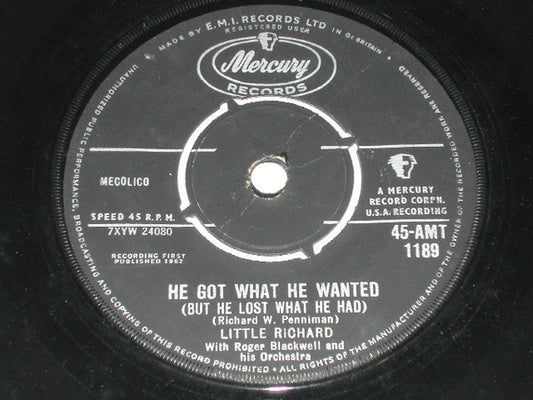 MADE BY E.M.I. RECORDS LTD
REGISTERED USER
IN GT. BRITAIN
Mercury
RECORDS
MECOLICO
SPEED 45 R.P.M.
7XYW 24080
RECORDING FIRST
PUBLISHED 1962
A MERCURY
RECORD CORPN.
U.S.A. RECORDING
45-AMT
1189
HE GOT WHAT HE WANTED
(BUT HE LOST WHAT HE HAD)
(Richard W. Penniman)
LITTLE RICHARD
With Roger Blackwell and
his Orchestra
UNAUTHORIZED PUBLIC PERFORMANCE, BROADCASTING AND COPYING OF THIS RECORD PROHIBITED · ALL RIGHTS OF THE MANUFACTURER AND OF THE OWNER OF THE RECORDED WORK ARE RESERVED.